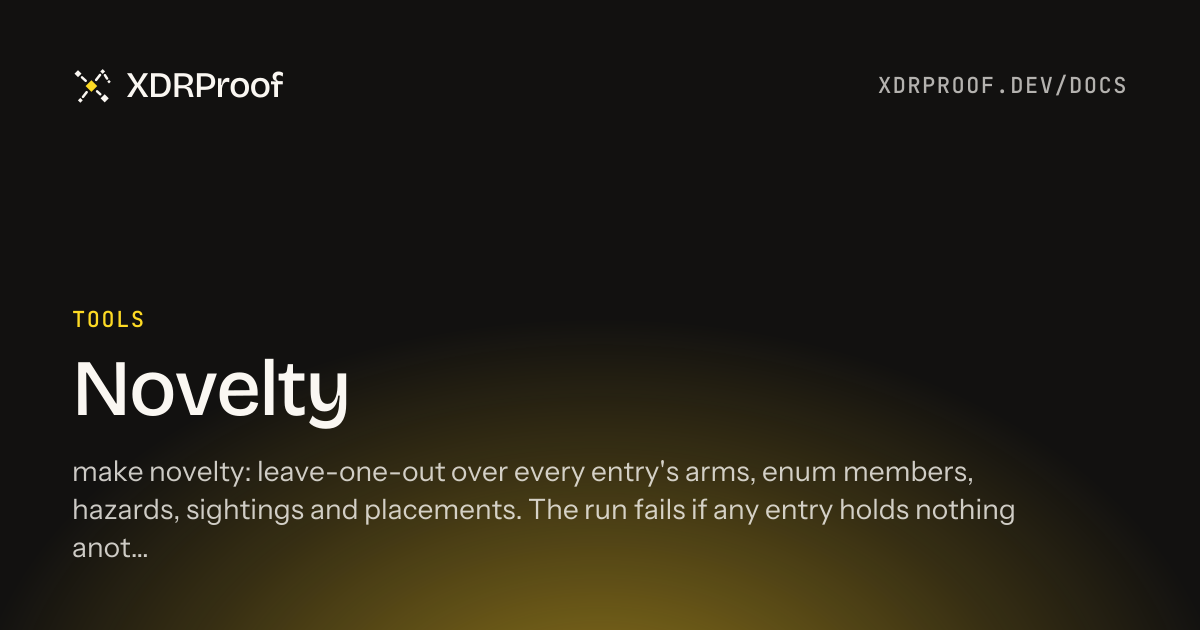 XDRProof
XDRPROOF.DEV/DOCS
TOOLS
Novelty
make novelty: leave-one-out over every entry's arms, enum members,
hazards, sightings and placements. The run fails if any entry holds nothing
anot…